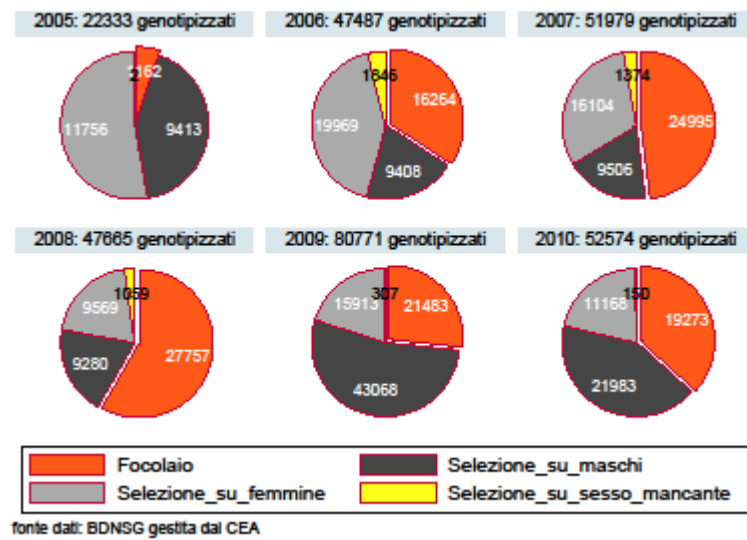 2005: 22333 genotipizzati
2006: 47487 genotipizzati
2007: 51979 genotipizzati
2
1162
11756
9413
1846
16264
19969
9408
1374
16104
24995
9506
2008: 47665 genotipizzati
2009: 80771 genotipizzati
2010: 52574 genotipizzati
1059
9569
9280
27757
307
15913
21483
43068
150
11168
19273
21983
Focolaio
Selezione_su_maschi
Selezione_su_femmine
Selezione_su_sesso_mancante
fonte dati: BDNSG gestita dal CEA